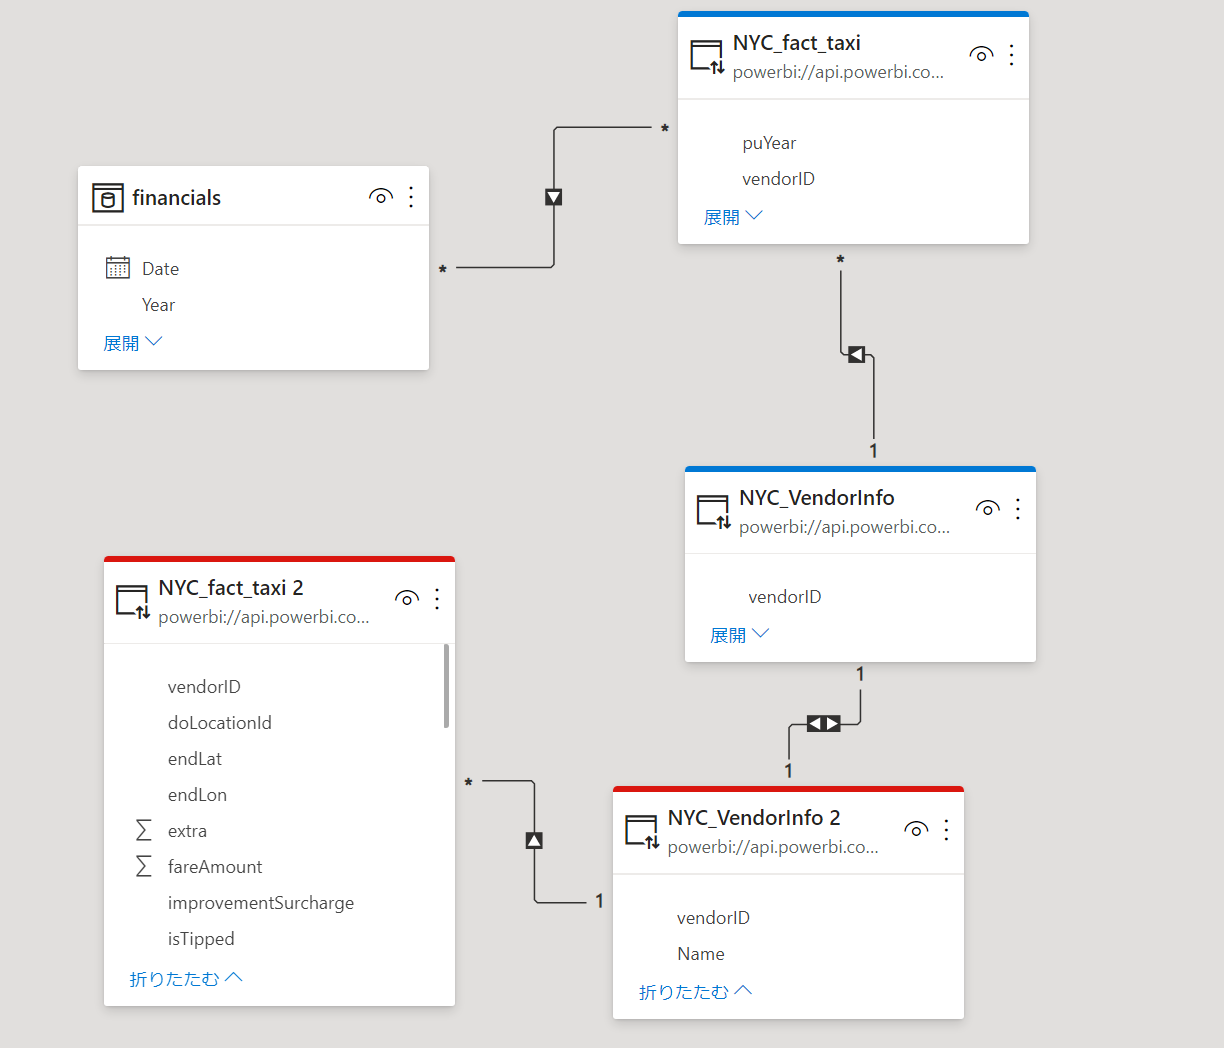 NYC_fact_taxi
powerbi://api.powerbi.co...
puYear
vendorID
展開
*
*
financials
Date
Year
展開
*
1
NYC_VendorInfo
powerbi://api.powerbi.co...
vendorID
展開
1
1
NYC_fact_taxi 2
powerbi://api.powerbi.co...
vendorID
doLocationId
endLat
endLon
extra
fareAmount
improvementSurcharge
isTipped
折りたたむ
*
1
NYC_VendorInfo 2
powerbi://api.powerbi.co...
vendorID
Name
折りたたむ